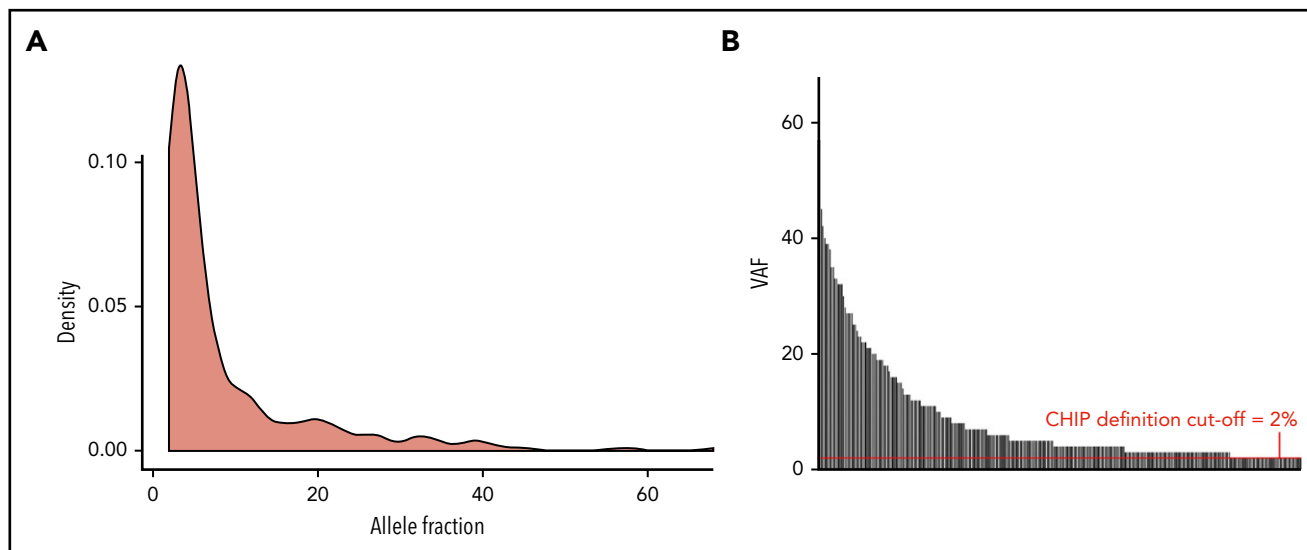 A
Density
0.10
0.05
0.00
0 20 40 60
Allele fraction
B
VAF
60
40
20
0
CHIP definition cut-off = 2%